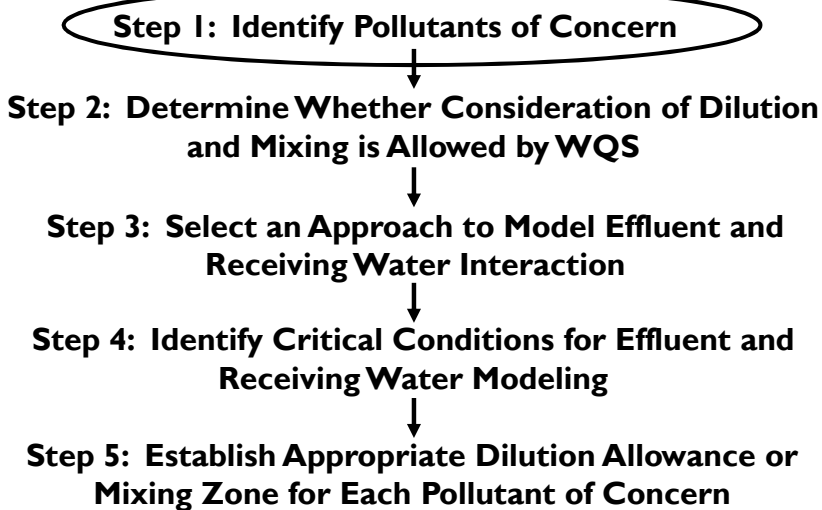 Step 1: Identify Pollutants of Concern
Step 2: Determine Whether Consideration of Dilution
and Mixing is Allowed by WQS
Step 3: Select an Approach to Model Effluent and
Receiving Water Interaction
Step 4: Identify Critical Conditions for Effluent and
Receiving Water Modeling
Step 5: Establish Appropriate Dilution Allowance or
Mixing Zone for Each Pollutant of Concern